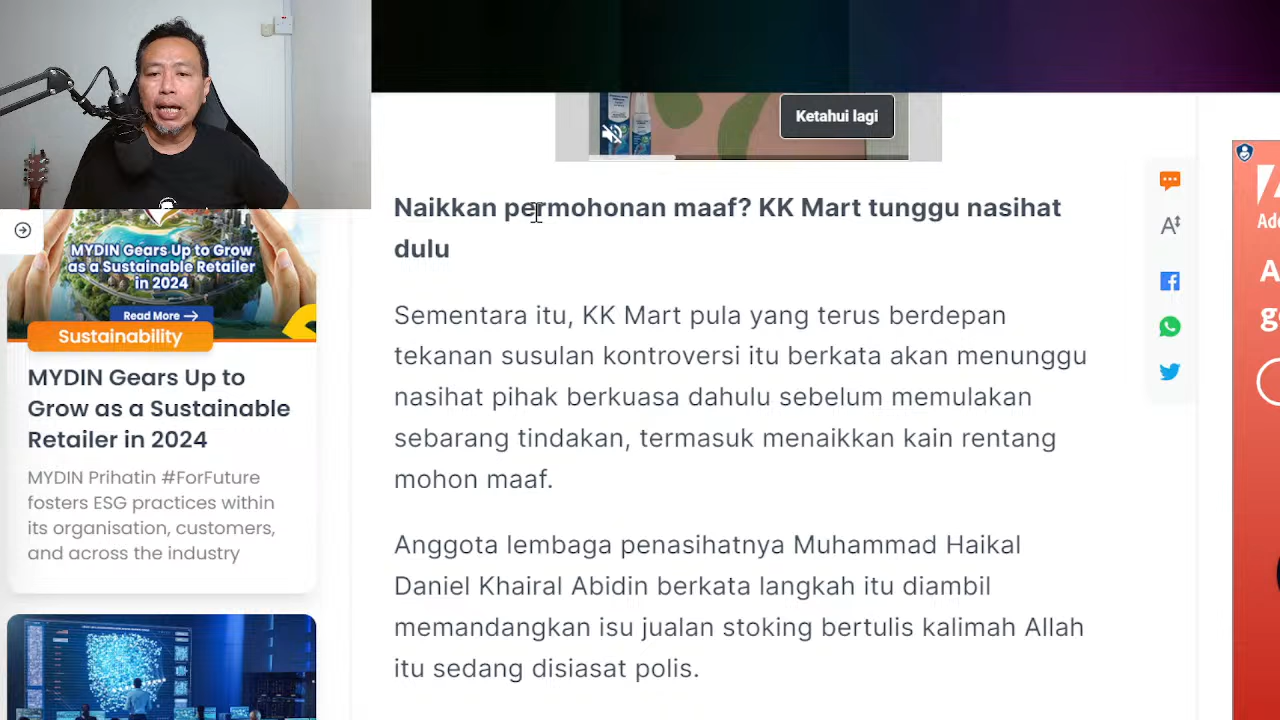 Ketahui lagi
Naikkan permohonan maaf? KK Mart tunggu nasihat
dulu
Sementara itu, KK Mart pula yang terus berdepan
tekanan susulan kontroversi itu berkata akan menunggu
nasihat pihak berkuasa dahulu sebelum memulakan
sebarang tindakan, termasuk menaikkan kain rentang
mohon maaf.
Anggota lembaga penasihatnya Muhammad Haikal
Daniel Khairal Abidin berkata langkah itu diambil
memandangkan isu jualan stoking bertulis kalimah Allah
itu sedang disiasat polis.
MYDIN Gears Up to Grow
as a Sustainable Retailer
in 2024
Read More →
Sustainability
MYDIN Gears Up to
Grow as a Sustainable
Retailer in 2024
MYDIN Prihatin #ForFuture
fosters ESG practices within
its organisation, customers,
and across the industry
A